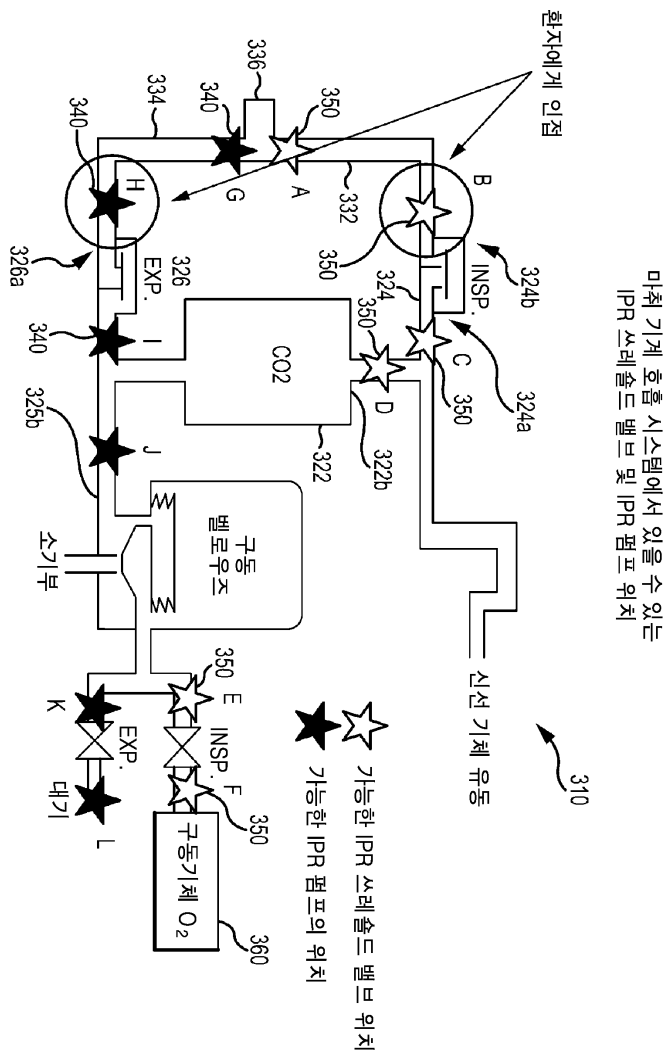 마취 기계 호흡 시스템에서 있을 수 있는
IPR 쓰레숄드 밸브 및 IPR 펌프 위치
310
환자에게 인접
신선 기체 유동
가능한 IPR 쓰레숄드 밸브 위치
가능한 IPR 펌프의 위치
B
350
INSP.
324b
324
C
350
324a
336
350
A
332
340
G
334
340
H
326a
326
EXP.
340
I
350
D
CO2
322b
322
J
325b
구동
벨로우즈
소기부
350
E
INSP.
F
350
구동기체 O₂
360
K
EXP.
대기
L